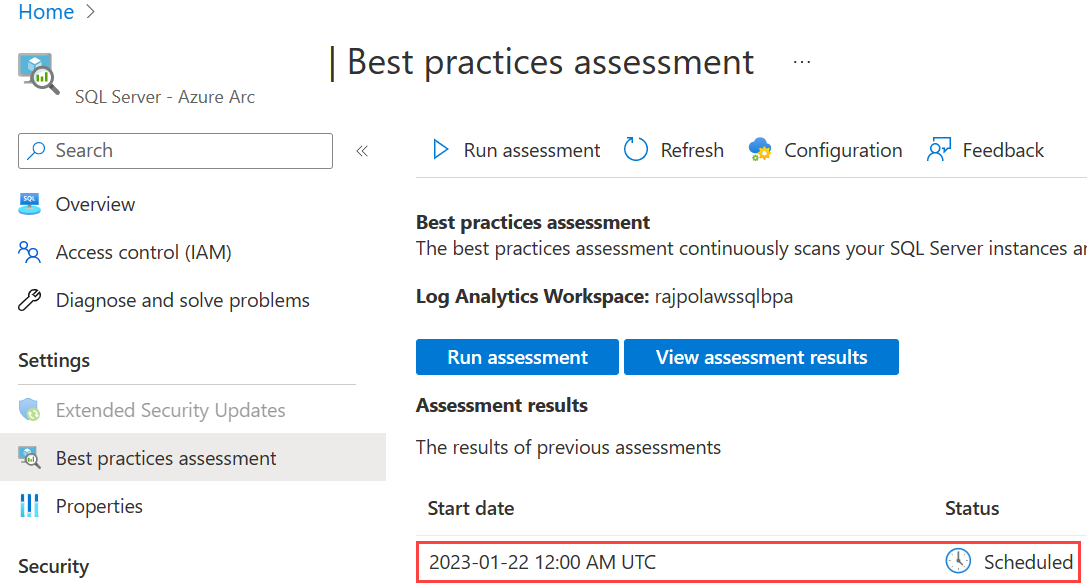 Home
| Best practices assessment ...
SQL Server - Azure Arc
Search
Overview
Access control (IAM)
Diagnose and solve problems
Settings
Extended Security Updates
Best practices assessment
Properties
Security
Run assessment Refresh Configuration Feedback
Best practices assessment
The best practices assessment continuously scans your SQL Server instances
Log Analytics Workspace: rajpolawssqlbpa
Run assessment View assessment results
Assessment results
The results of previous assessments
Start date Status
2023-01-22 12:00 AM UTC Scheduled